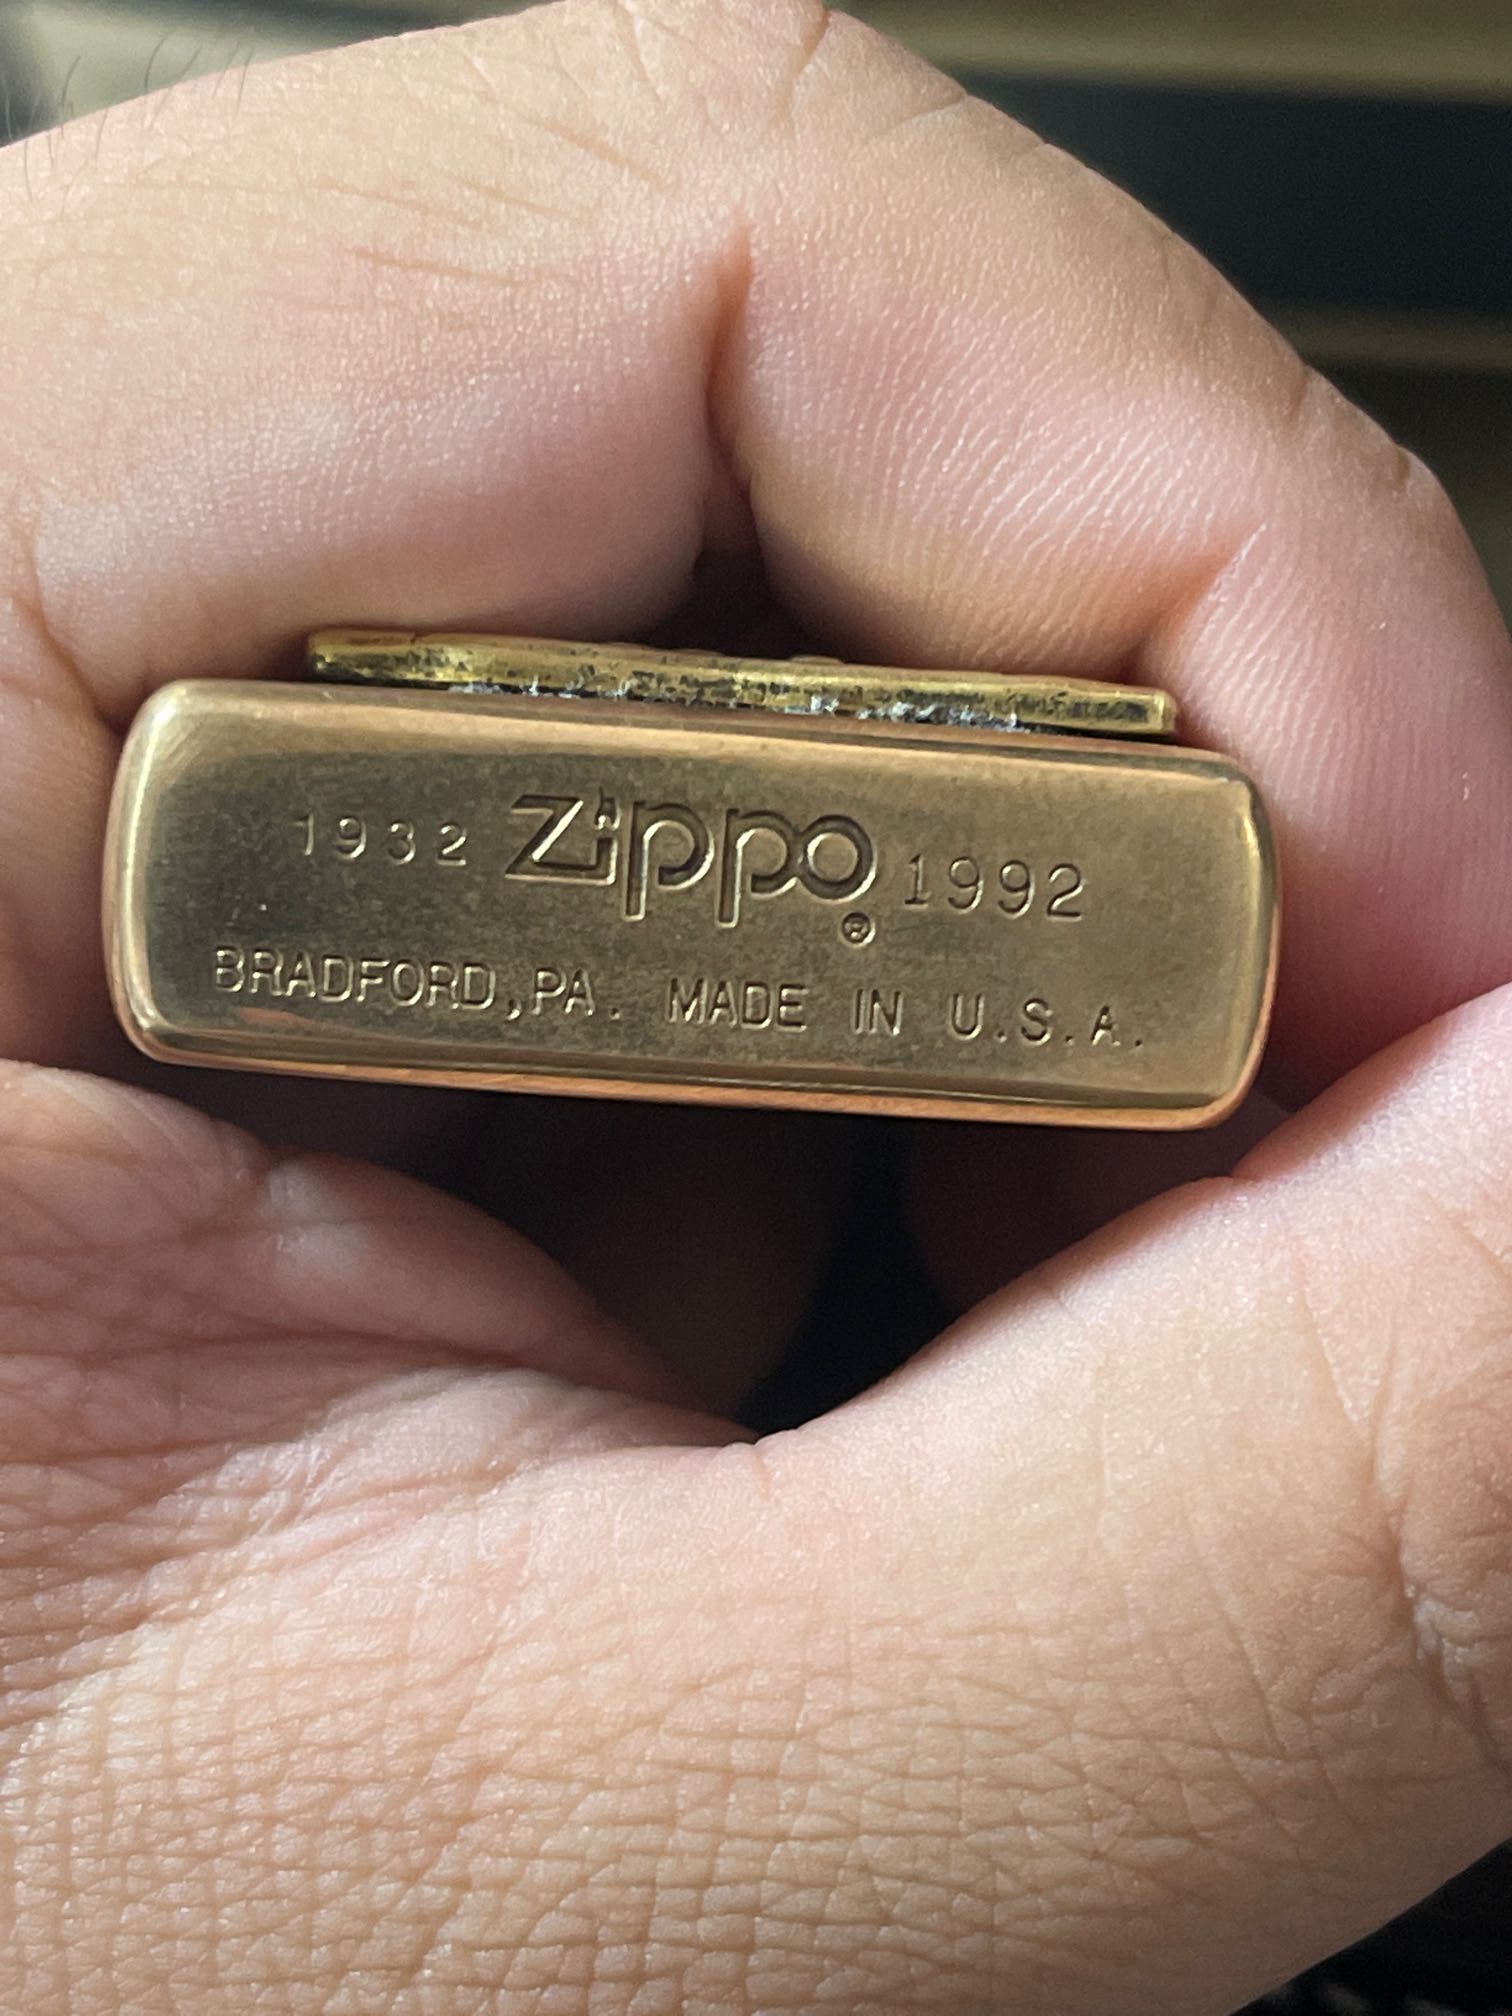 1932 Zippo ® 1992
BRADFORD,PA. MADE IN U.S.A.